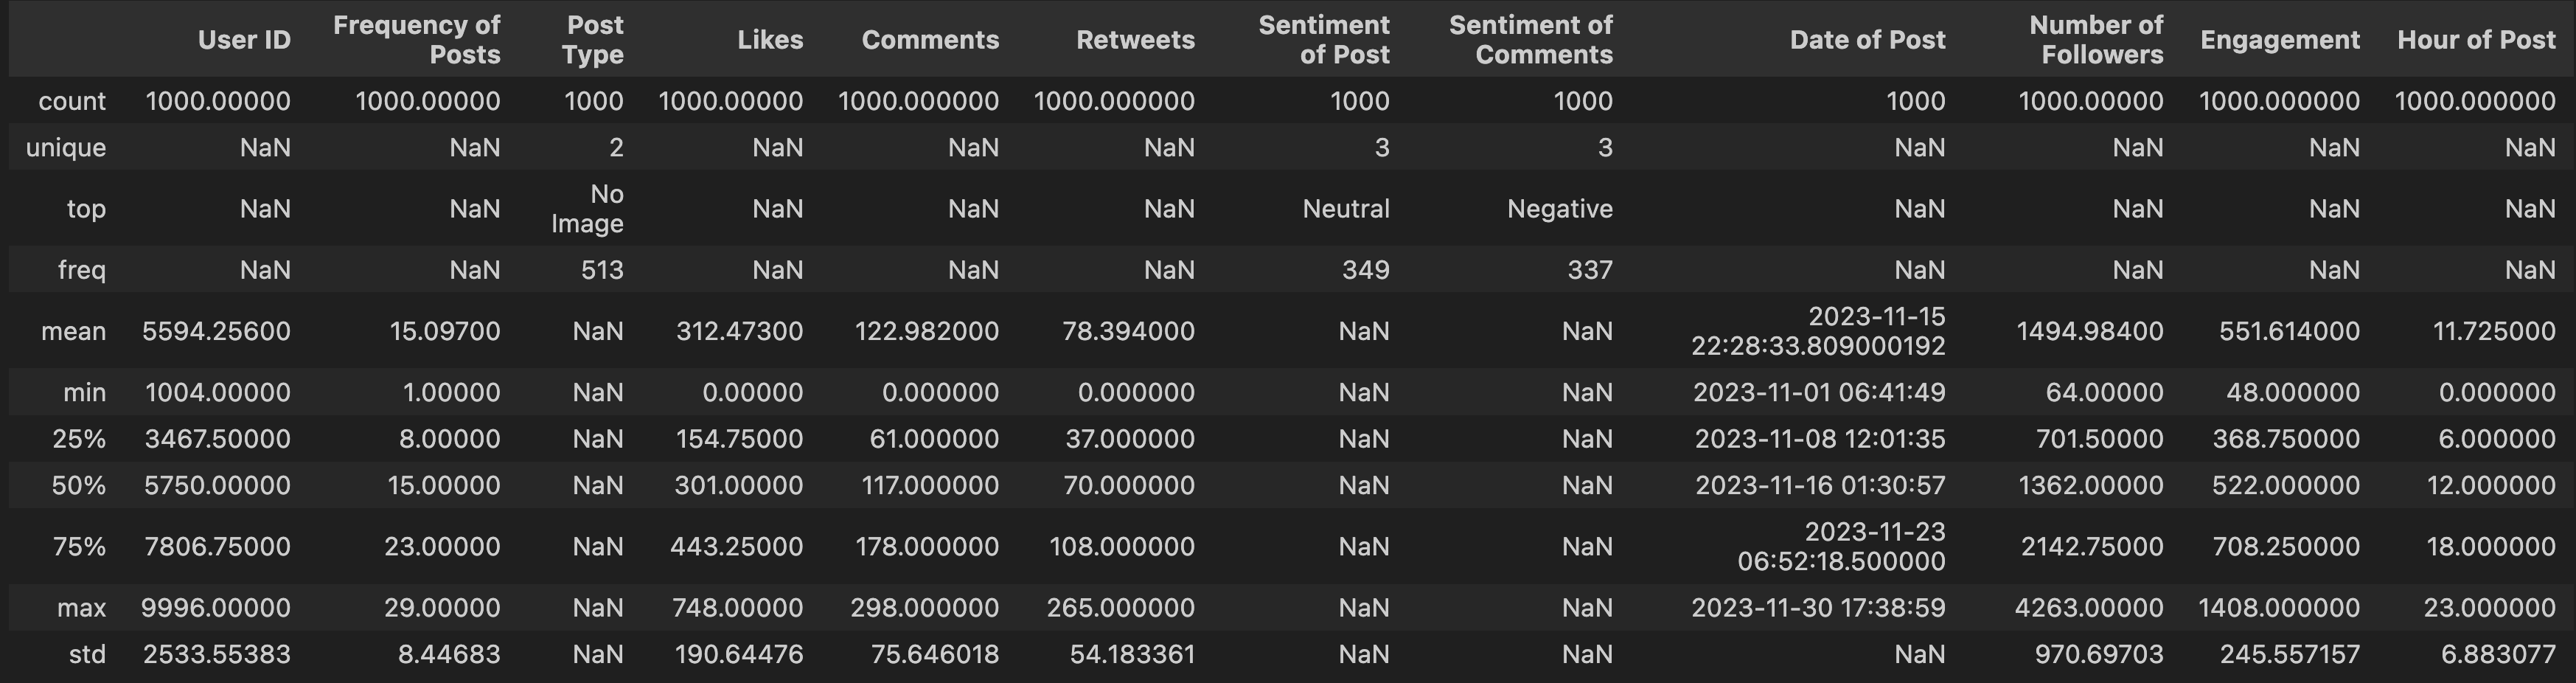 User ID Frequency of Posts Post Type Likes Comments Retweets Sentiment of Post Sentiment of Comments Date of Post Number of Followers Engagement Hour of Post
count 1000.00000 1000.00000 1000 1000.00000 1000.000000 1000.000000 1000 1000 1000 1000.00000 1000.000000 1000.000000
unique NaN NaN 2 NaN NaN NaN 3 3 NaN NaN NaN NaN
top NaN NaN No Image NaN NaN NaN Neutral Negative NaN NaN NaN NaN
freq NaN NaN 513 NaN NaN NaN 349 337 NaN NaN NaN NaN
mean 5594.25600 15.09700 NaN 312.47300 122.982000 78.394000 NaN NaN 2023-11-15 22:28:33.809000192 1494.98400 551.614000 11.725000
min 1004.00000 1.00000 NaN 0.00000 0.000000 0.000000 NaN NaN 2023-11-01 06:41:49 64.00000 48.000000 0.000000
25% 3467.50000 8.00000 NaN 154.75000 61.000000 37.000000 NaN NaN 2023-11-08 12:01:35 701.50000 368.750000 6.000000
50% 5750.00000 15.00000 NaN 301.00000 117.000000 70.000000 NaN NaN 2023-11-16 01:30:57 1362.00000 522.000000 12.000000
75% 7806.75000 23.00000 NaN 443.25000 178.000000 108.000000 NaN NaN 2023-11-23 06:52:18.500000 2142.75000 708.250000 18.000000
max 9996.00000 29.00000 NaN 748.00000 298.000000 265.000000 NaN NaN 2023-11-30 17:38:59 4263.00000 1408.000000 23.000000
std 2533.55383 8.44683 NaN 190.64476 75.646018 54.183361 NaN NaN NaN 970.69703 245.557157 6.883077